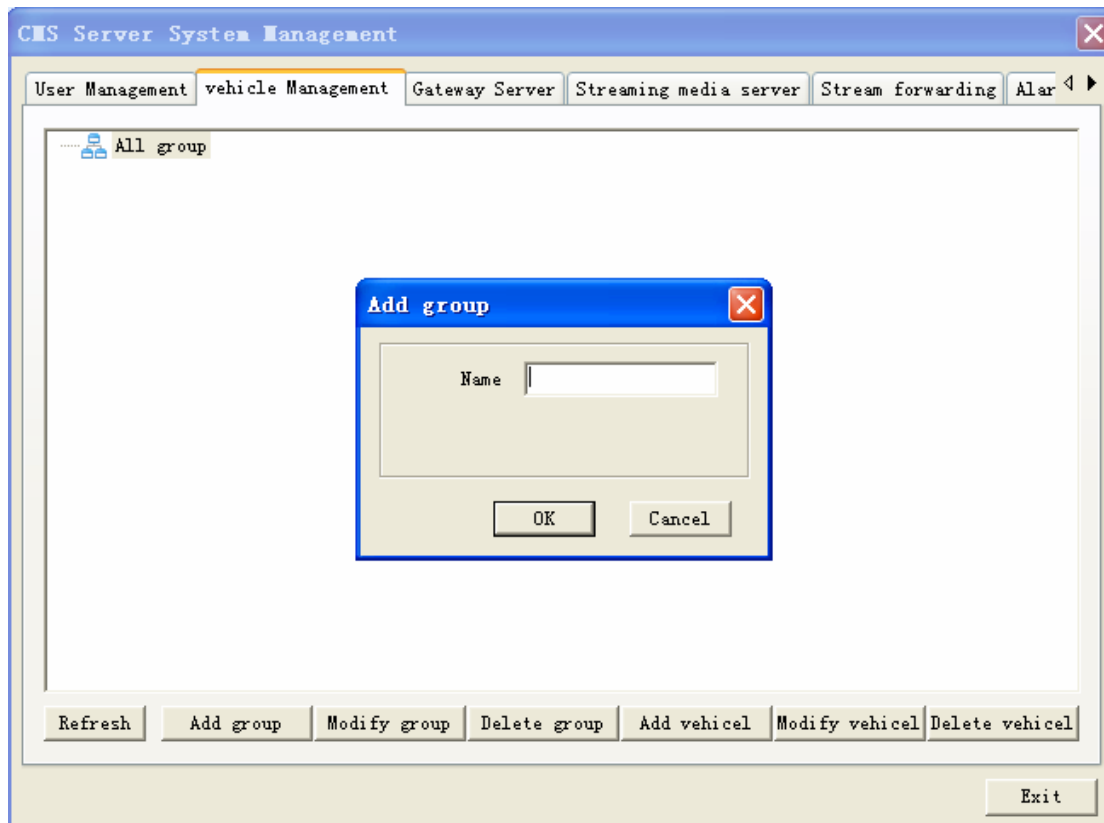 CMS Server System Management
User Management vehicle Management Gateway Server Streaming media server Stream forwarding Alar
All group
Add group
Name
OK Cancel
Refresh Add group Modify group Delete group Add vehicel Modify vehicel Delete vehicel
Exit